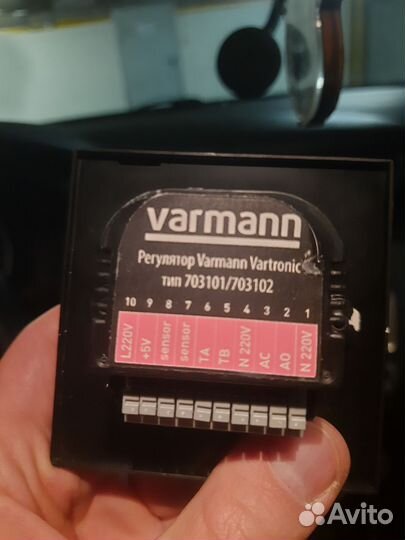 varmann
Регулятор Varmann Vartronic
тип 703101/703102
10 9 8 7 6 5 4 3 2 1
L220V +5V sensor sensor TA TB N 220V AC AO N 220V
Avito